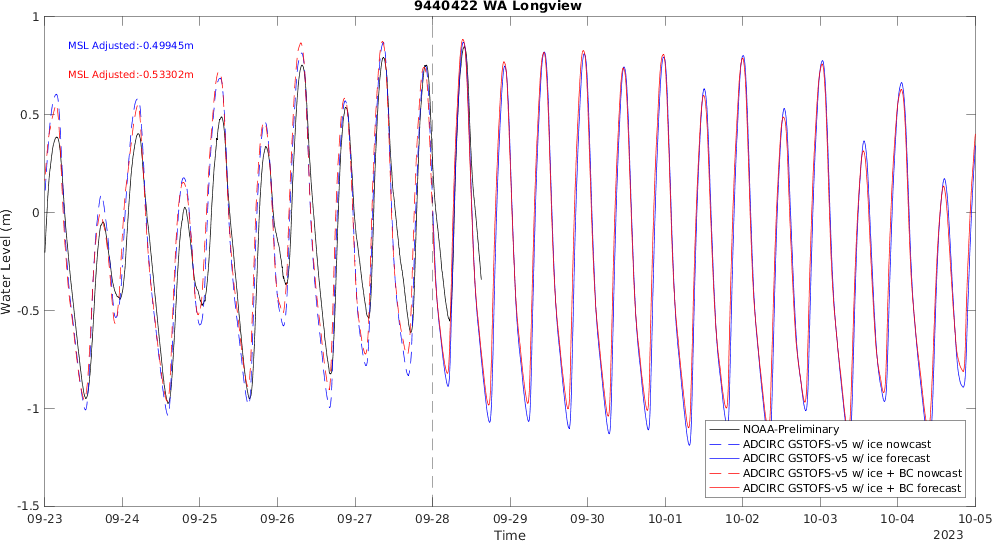 9440422 WA Longview
MSL Adjusted:-0.49945m
MSL Adjusted:-0.53302m
Water Level (m)
1
0.5
0
-0.5
-1
-1.5
NOAA-Preliminary
ADCIRC GSTOFS-v5 w/ ice nowcast
ADCIRC GSTOFS-v5 w/ ice forecast
ADCIRC GSTOFS-v5 w/ ice + BC nowcast
ADCIRC GSTOFS-v5 w/ ice + BC forecast
09-23 09-24 09-25 09-26 09-27 09-28 09-29 09-30 10-01 10-02 10-03 10-04 10-05
Time
2023